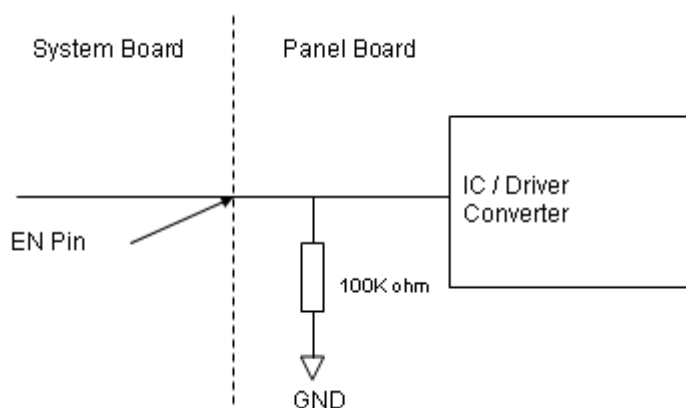 System Board
Panel Board
IC / Driver
Converter
EN Pin
100K ohm
GND